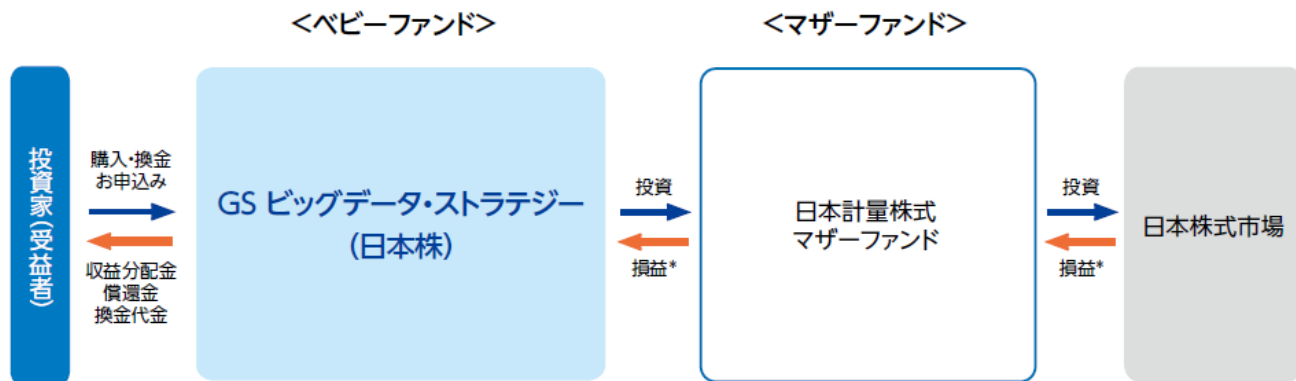 <ベビーファンド>
<マザーファンド>
投資家(受益者)
購入・換金
お申込み
収益分配金
償還金
換金代金
GS ビッグデータ・ストラテジー
(日本株)
投資
損益*
日本計量株式
マザーファンド
投資
損益*
日本株式市場